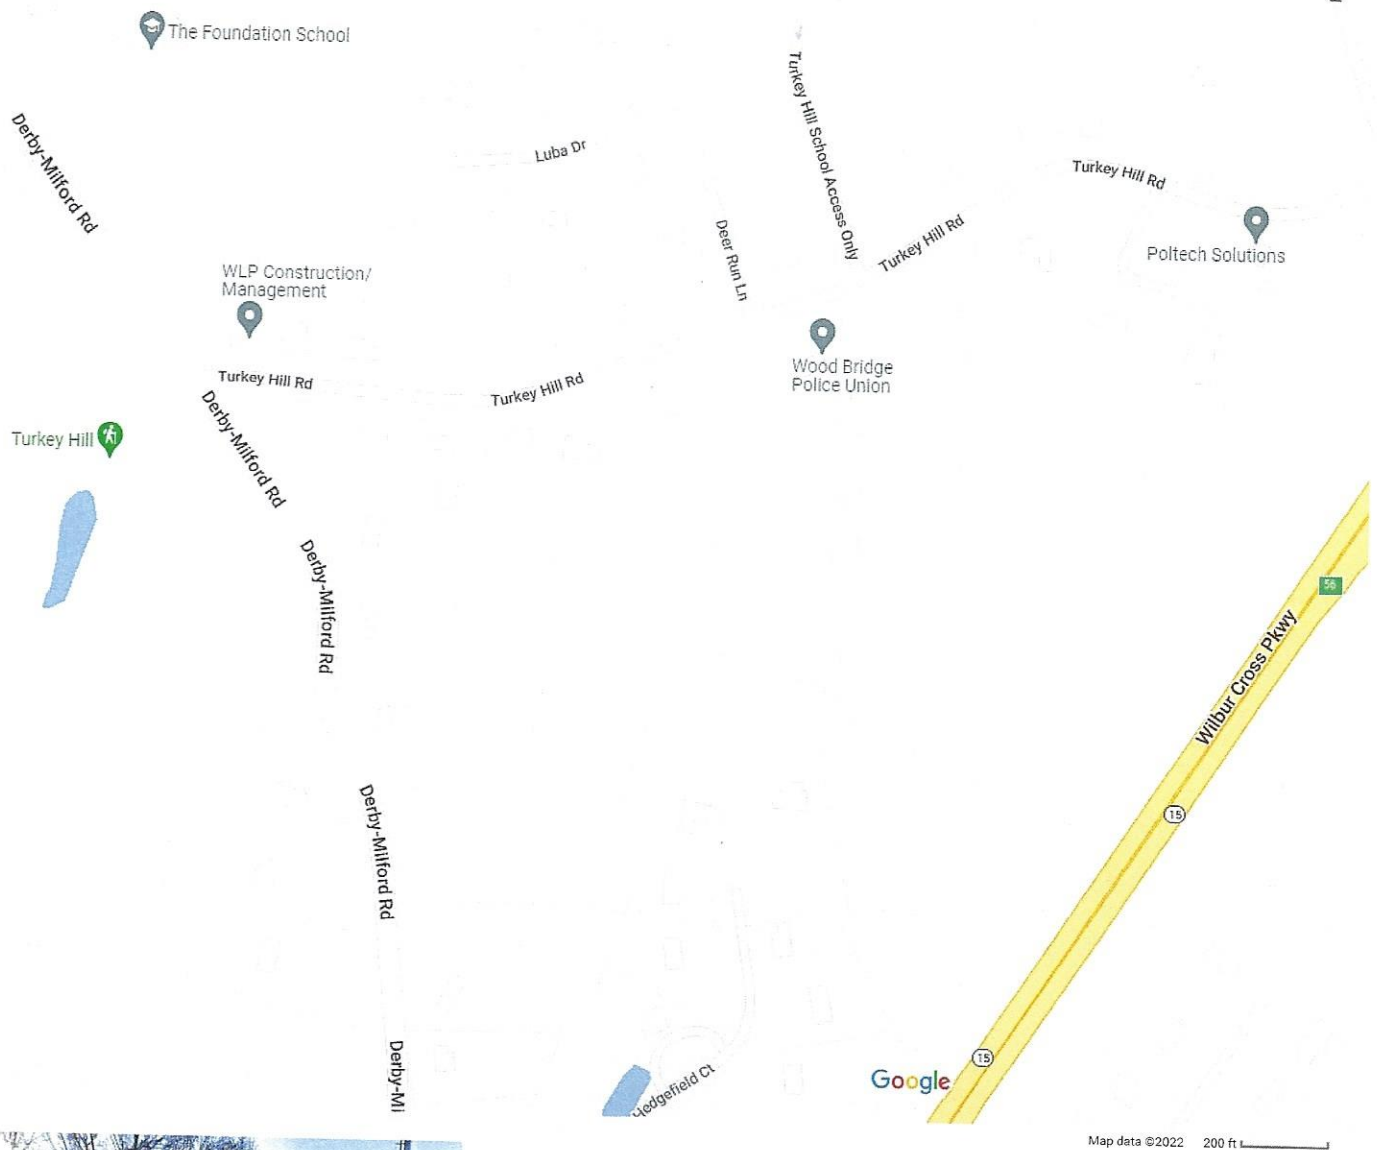 The Foundation School
Derby-Milford Rd
Luba Dr
Turkey Hill School Access Only
Turkey Hill Rd
Deer Run Ln
Turkey Hill Rd
Poltech Solutions
WLP Construction/
Management
Wood Bridge
Police Union
Turkey Hill Rd
Turkey Hill Rd
Derby-Milford Rd
Turkey Hill
Derby-Milford Rd
56
Wilbur Cross Pkwy
Derby-Milford Rd
15
Derby-Mi
15
Hedgefield Ct
Google
Map data ©2022 200 ft